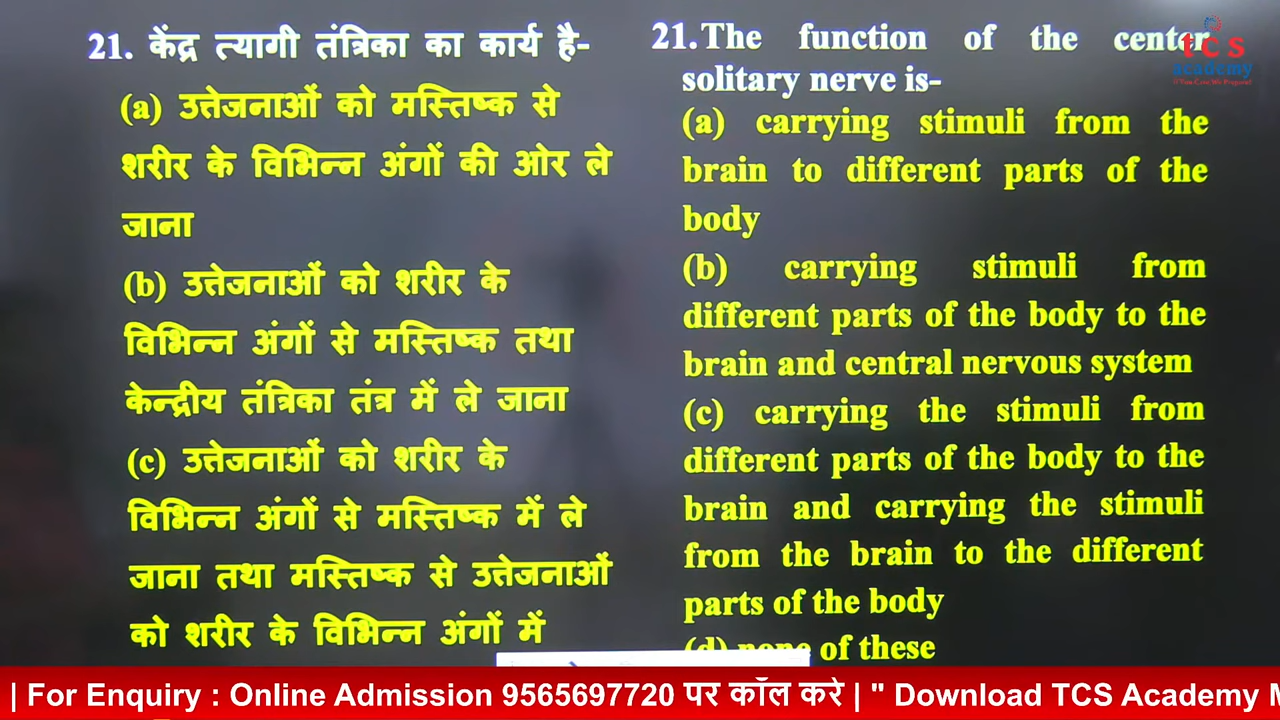 21. केंद्र त्यागी तंत्रिका का कार्य है-
(a) उत्तेजनाओं को मस्तिष्क से
शरीर के विभिन्न अंगों की ओर ले
जाना
(b) उत्तेजनाओं को शरीर के
विभिन्न अंगों से मस्तिष्क तथा
केन्द्रीय तंत्रिका तंत्र में ले जाना
(c) उत्तेजनाओं को शरीर के
विभिन्न अंगों से मस्तिष्क में ले
जाना तथा मस्तिष्क से उत्तेजनाओं
को शरीर के विभिन्न अंगों में
21.The function of the center
solitary nerve is-
(a) carrying stimuli from the
brain to different parts of the
body
(b) carrying stimuli from
different parts of the body to the
brain and central nervous system
(c) carrying the stimuli from
different parts of the body to the
brain and carrying the stimuli
from the brain to the different
parts of the body
(d) none of these
tcs
academy
| For Enquiry : Online Admission 9565697720 पर कॉल करे | " Download TCS Academy M